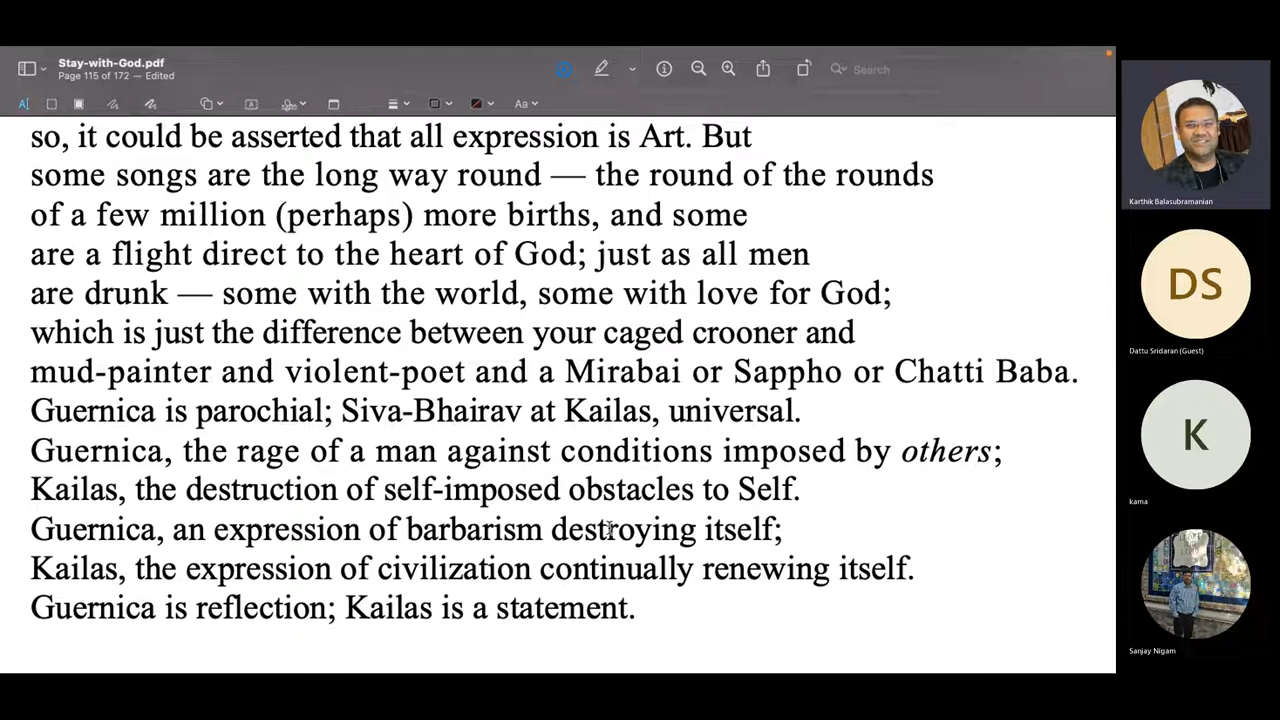 Stay-with-God.pdf
Page 115 of 172 — Edited
Search
Aa
so, it could be asserted that all expression is Art. But
some songs are the long way round — the round of the rounds
of a few million (perhaps) more births, and some
are a flight direct to the heart of God; just as all men
are drunk — some with the world, some with love for God;
which is just the difference between your caged crooner and
mud-painter and violent-poet and a Mirabai or Sappho or Chatti Baba.
Guernica is parochial; Siva-Bhairav at Kailas, universal.
Guernica, the rage of a man against conditions imposed by others;
Kailas, the destruction of self-imposed obstacles to Self.
Guernica, an expression of barbarism destroying itself;
Kailas, the expression of civilization continually renewing itself.
Guernica is reflection; Kailas is a statement.
Karthik Balasubramanian
DS
Dattu Sridaran (Guest)
K
kama
Sanjay Nigam